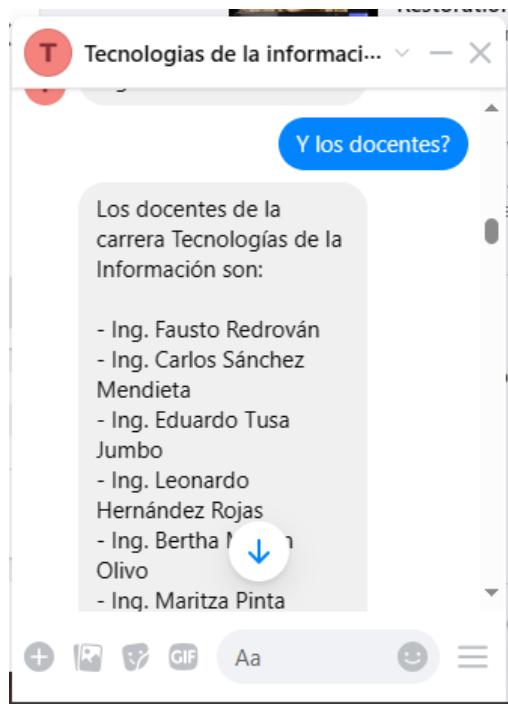 T Tecnologias de la informaci...
Y los docentes?
Los docentes de la
carrera Tecnologías de la
Información son:
- Ing. Fausto Redrován
- Ing. Carlos Sánchez
Mendieta
- Ing. Eduardo Tusa
Jumbo
- Ing. Leonardo
Hernández Rojas
- Ing. Bertha
Olivo
- Ing. Maritza Pinta
GIF
Aa